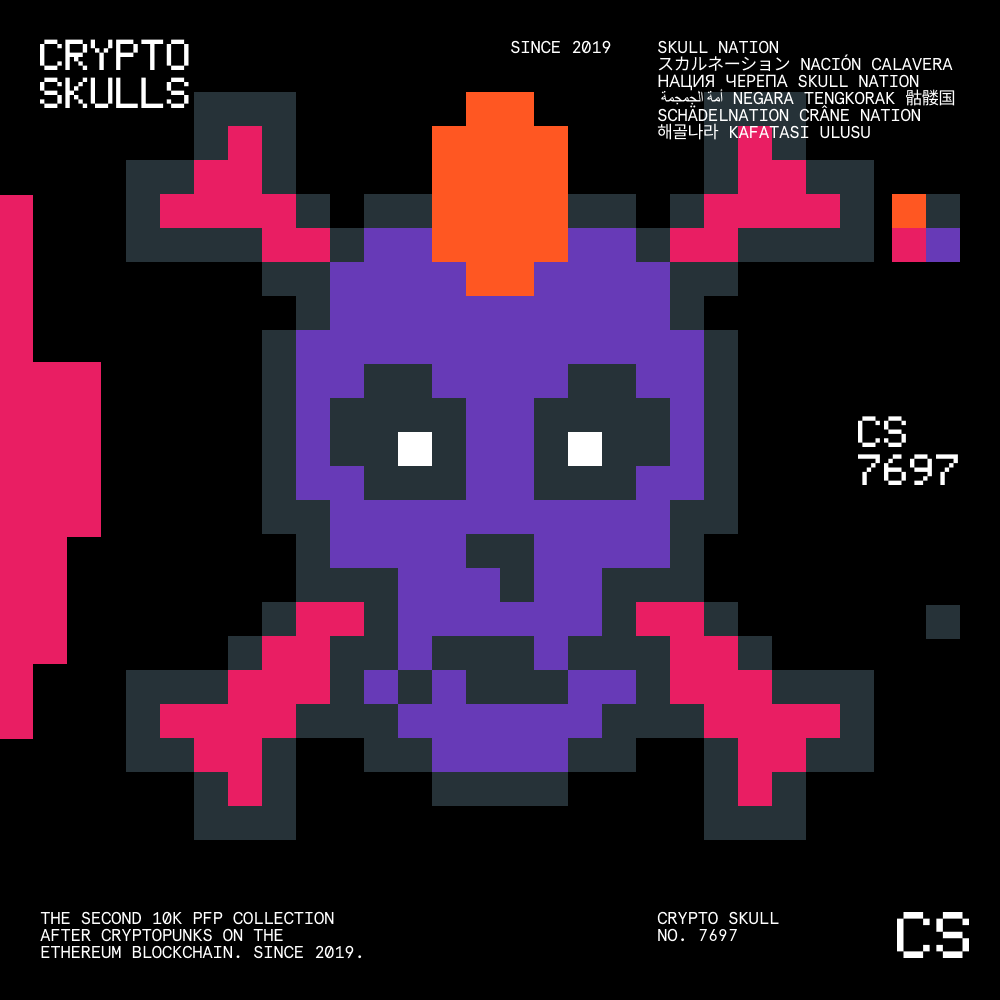 CRYPTO
SKULLS
SINCE 2019
SKULL NATION
スカルネーション NACIÓN CALAVERA
НАЦИЯ ЧЕРЕПА SKULL NATION
أمة الجمجمة NEGARA TENGKORAK 骷髅国
SCHÄDELNATION CRÂNE NATION
해골나라 KAFATASI ULUSU
CS
7697
THE SECOND 10K PFP COLLECTION
AFTER CRYPTOPUNKS ON THE
ETHEREUM BLOCKCHAIN. SINCE 2019.
CRYPTO SKULL
NO. 7697
CS